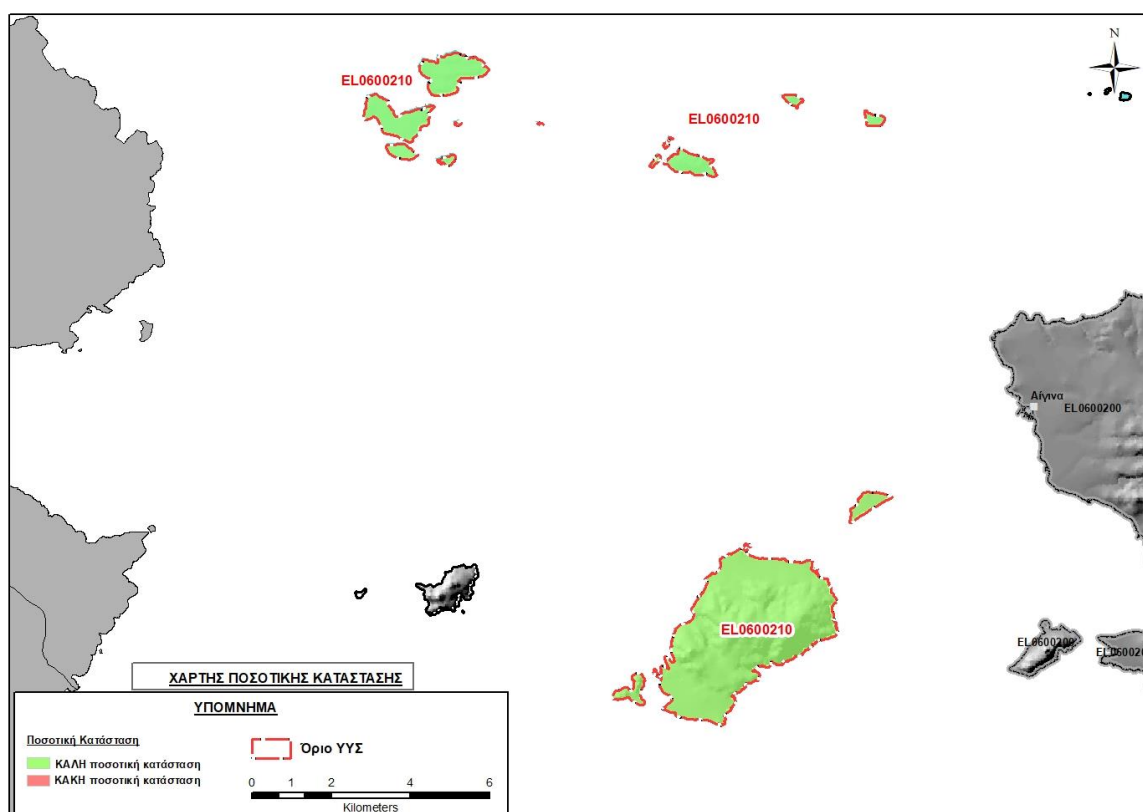 N
EL0600210
EL0600210
Αίγινα
EL0600200
EL0600210
EL0600200
ΧΑΡΤΗΣ ΠΟΣΟΤΙΚΗΣ ΚΑΤΑΣΤΑΣΗΣ
ΥΠΟΜΝΗΜΑ
Ποσοτική Κατάσταση
ΚΑΛΗ ποσοτική κατάσταση
ΚΑΚΗ ποσοτική κατάσταση
Όριο ΥΥΣ
0 1 2 4 6
Kilometers